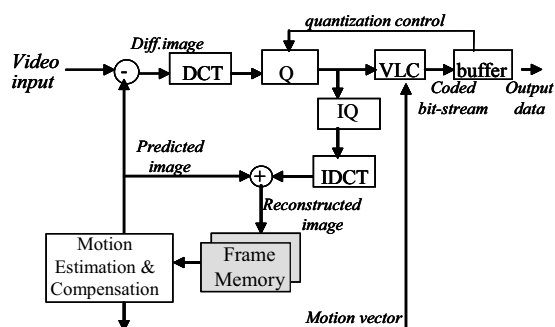 quantization control
Diff.image
Video
input
-
DCT
Q
VLC
buffer
Coded
bit-stream
Output
data
IQ
Predicted
image
+
IDCT
Reconstructed
image
Motion
Estimation &
Compensation
Frame
Memory
Motion vector